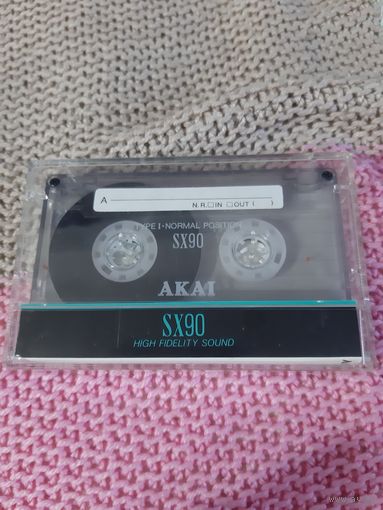 A
N.R. □IN □OUT ( )
TYPE I • NORMAL POSITION
SX90
AKAI
SX90
HIGH FIDELITY SOUND